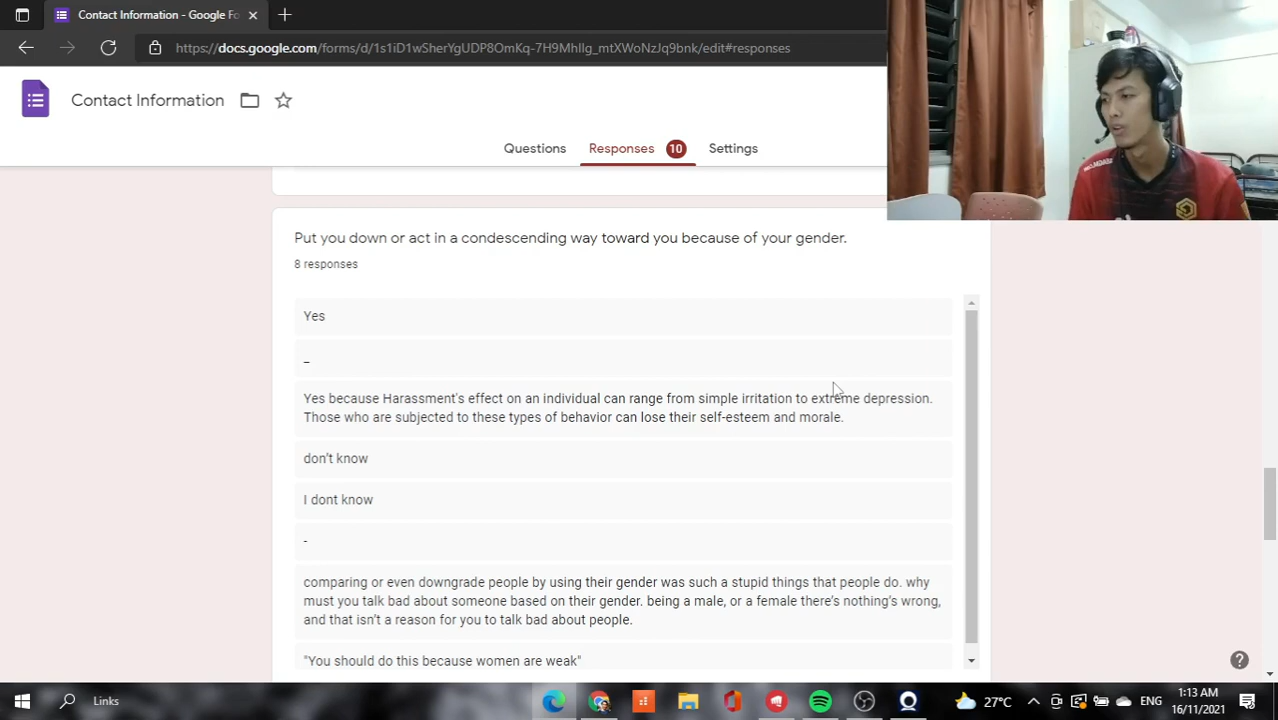 Contact Information - Google Fo
https://docs.google.com/forms/d/1s1iD1wSherYgUDP8OmKq-7H9MhIlg_mtXWoNzJq9bnk/edit#responses
Contact Information
Questions
Responses 10
Settings
Put you down or act in a condescending way toward you because of your gender.
8 responses
Yes
_
Yes because Harassment's effect on an individual can range from simple irritation to extreme depression.
Those who are subjected to these types of behavior can lose their self-esteem and morale.
don't know
I dont know
-
comparing or even downgrade people by using their gender was such a stupid things that people do. why
must you talk bad about someone based on their gender. being a male, or a female there's nothing's wrong,
and that isn't a reason for you to talk bad about people.
"You should do this because women are weak"
Links
27°C
ENG
1:13 AM
16/11/2021